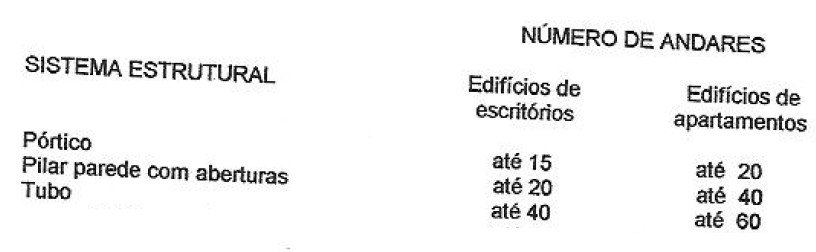 NÚMERO DE ANDARES
SISTEMA ESTRUTURAL
Edifícios de escritórios
Edifícios de apartamentos
Pórtico até 15 até 20
Pilar parede com aberturas até 20 até 40
Tubo até 40 até 60